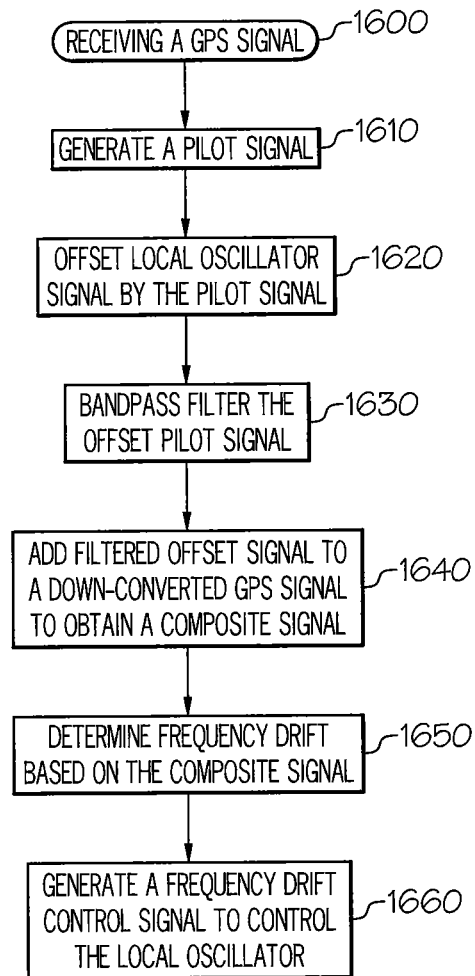 RECEIVING A GPS SIGNAL
1600
GENERATE A PILOT SIGNAL
1610
OFFSET LOCAL OSCILLATOR
SIGNAL BY THE PILOT SIGNAL
1620
BANDPASS FILTER THE
OFFSET PILOT SIGNAL
1630
ADD FILTERED OFFSET SIGNAL TO
A DOWN-CONVERTED GPS SIGNAL
TO OBTAIN A COMPOSITE SIGNAL
1640
DETERMINE FREQUENCY DRIFT
BASED ON THE COMPOSITE SIGNAL
1650
GENERATE A FREQUENCY DRIFT
CONTROL SIGNAL TO CONTROL
THE LOCAL OSCILLATOR
1660